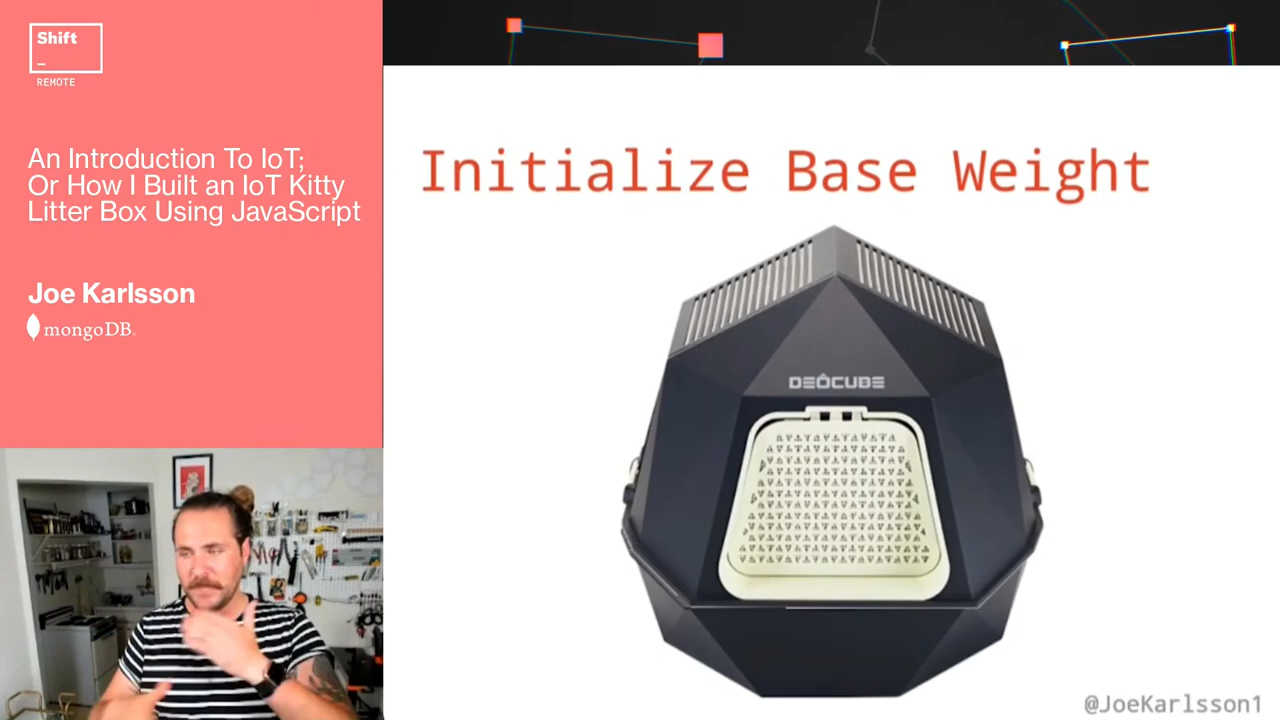 Shift
_
REMOTE
An Introduction To IoT;
Or How I Built an IoT Kitty
Litter Box Using JavaScript
Joe Karlsson
mongoDB.
Initialize Base Weight
DEÔCUBE
@JoeKarlsson1